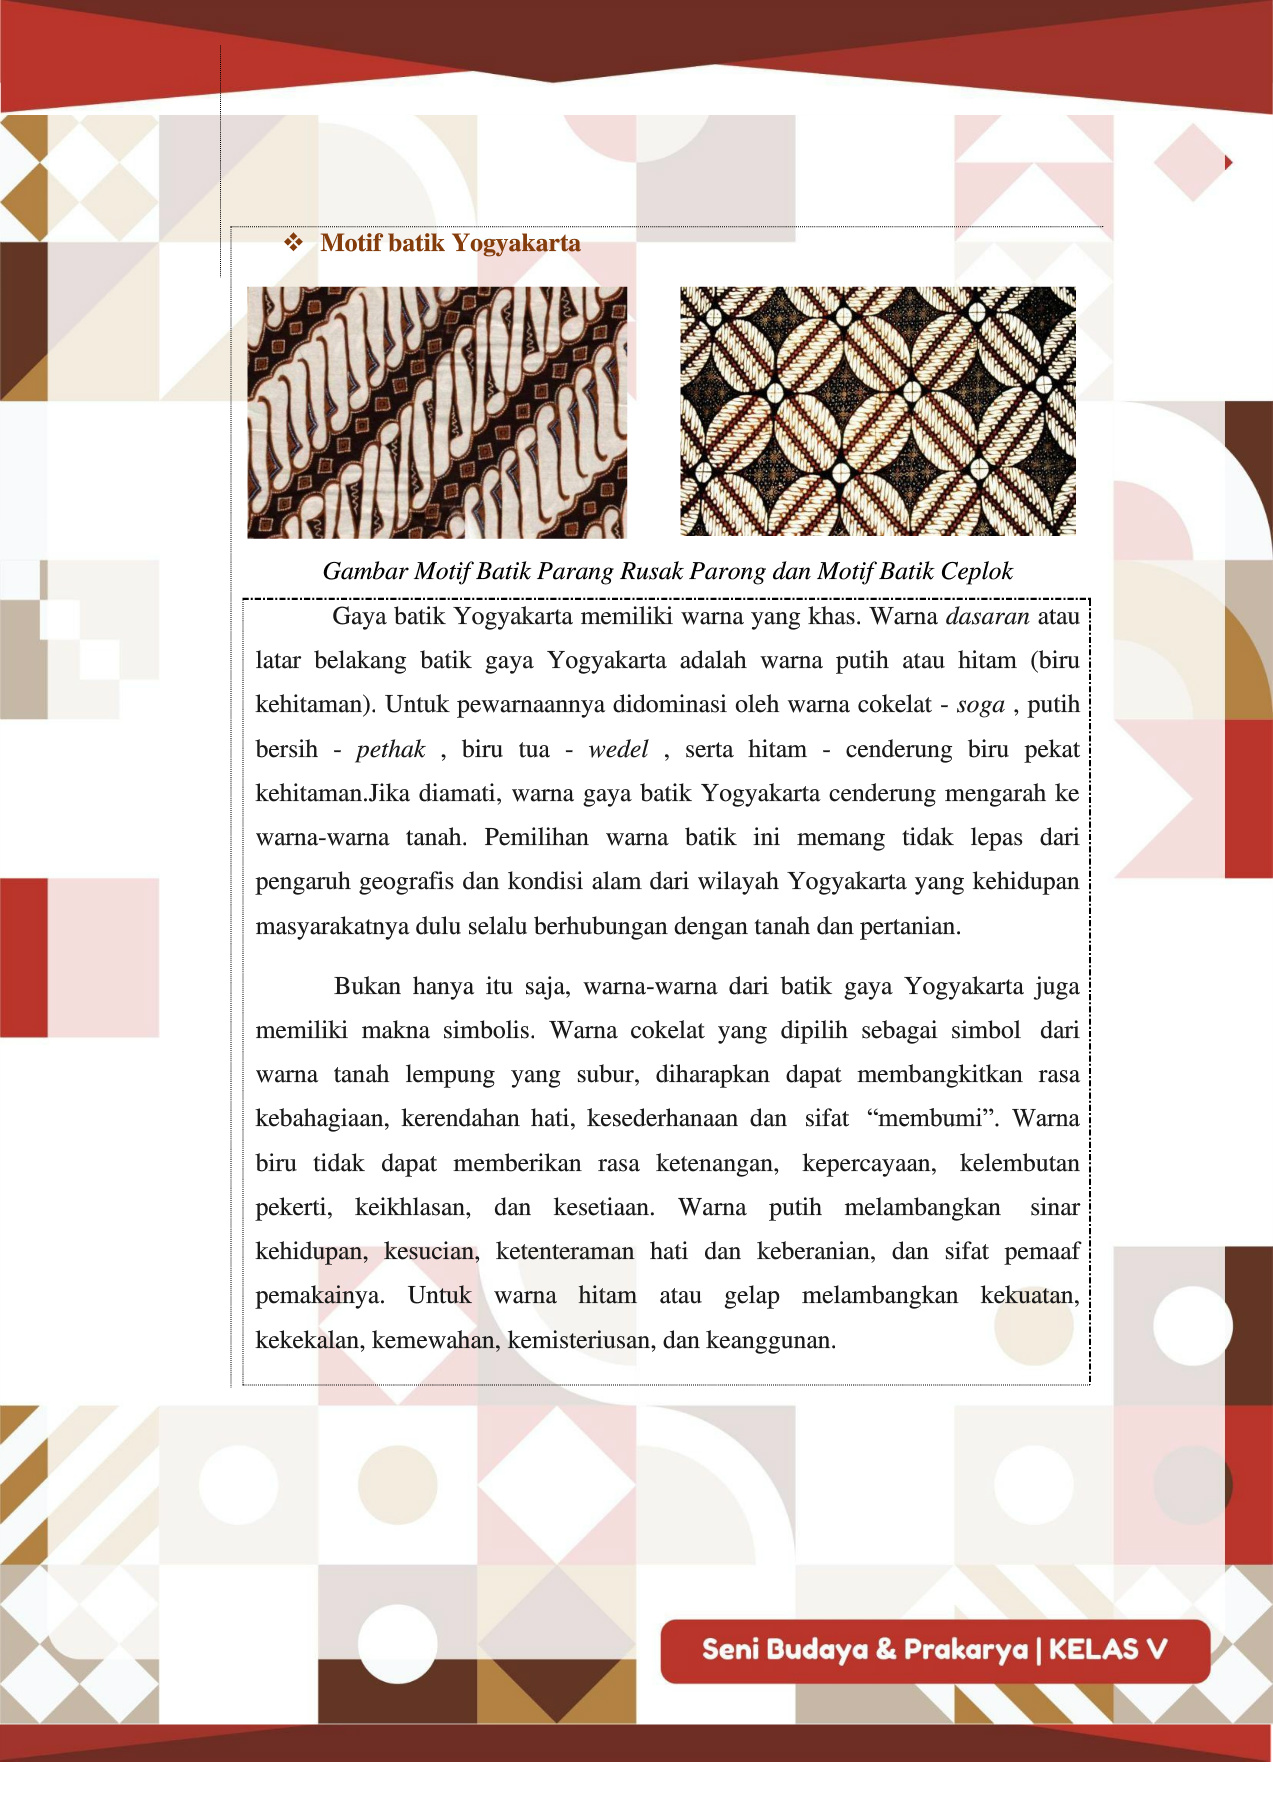 ❖ Motif batik Yogyakarta
Gambar Motif Batik Parang Rusak Parong dan Motif Batik Ceplok
Gaya batik Yogyakarta memiliki warna yang khas. Warna dasaran atau
latar belakang batik gaya Yogyakarta adalah warna putih atau hitam (biru
kehitaman). Untuk pewarnaannya didominasi oleh warna cokelat - soga , putih
bersih - pethak , biru tua - wedel , serta hitam - cenderung biru pekat
kehitaman.Jika diamati, warna gaya batik Yogyakarta cenderung mengarah ke
warna-warna tanah. Pemilihan warna batik ini memang tidak lepas dari
pengaruh geografis dan kondisi alam dari wilayah Yogyakarta yang kehidupan
masyarakatnya dulu selalu berhubungan dengan tanah dan pertanian.
Bukan hanya itu saja, warna-warna dari batik gaya Yogyakarta juga
memiliki makna simbolis. Warna cokelat yang dipilih sebagai simbol dari
warna tanah lempung yang subur, diharapkan dapat membangkitkan rasa
kebahagiaan, kerendahan hati, kesederhanaan dan sifat “membumi”. Warna
biru tidak dapat memberikan rasa ketenangan, kepercayaan, kelembutan
pekerti, keikhlasan, dan kesetiaan. Warna putih melambangkan sinar
kehidupan, kesucian, ketenteraman hati dan keberanian, dan sifat pemaaf
pemakainya. Untuk warna hitam atau gelap melambangkan kekuatan,
kekekalan, kemewahan, kemisteriusan, dan keanggunan.
Seni Budaya & Prakarya | KELAS V